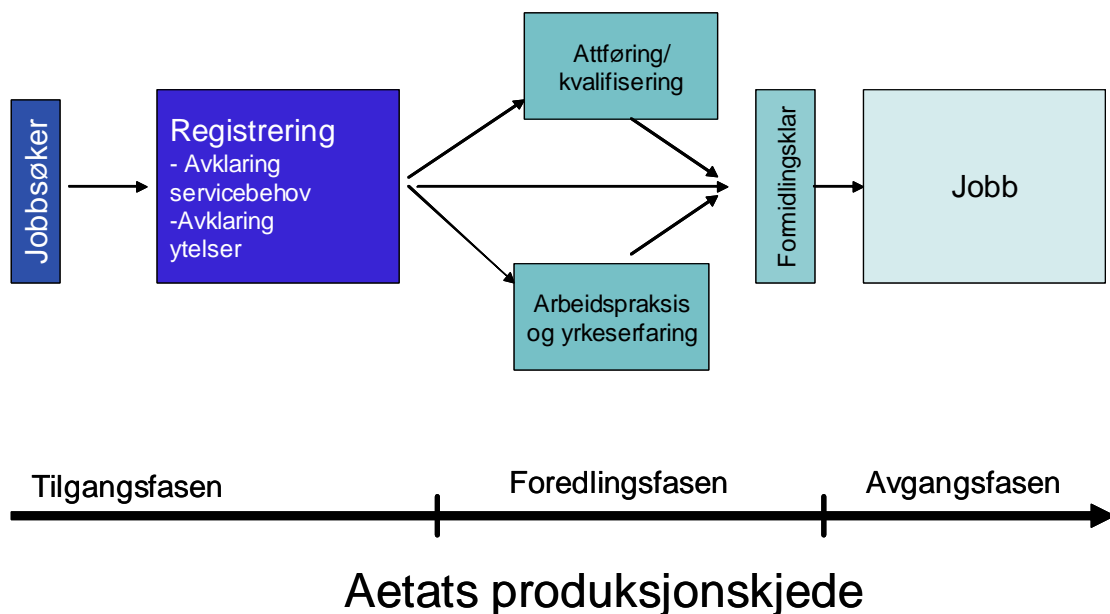 Jobbsøker
Registrering
- Avklaring
servicebehov
-Avklaring
ytelser
Attføring/
kvalifisering
Arbeidspraksis
og yrkeserfaring
Formidlingsklar
Jobb
Tilgangsfasen
Foredlingsfasen
Avgangsfasen
Aetats produksjonskjede